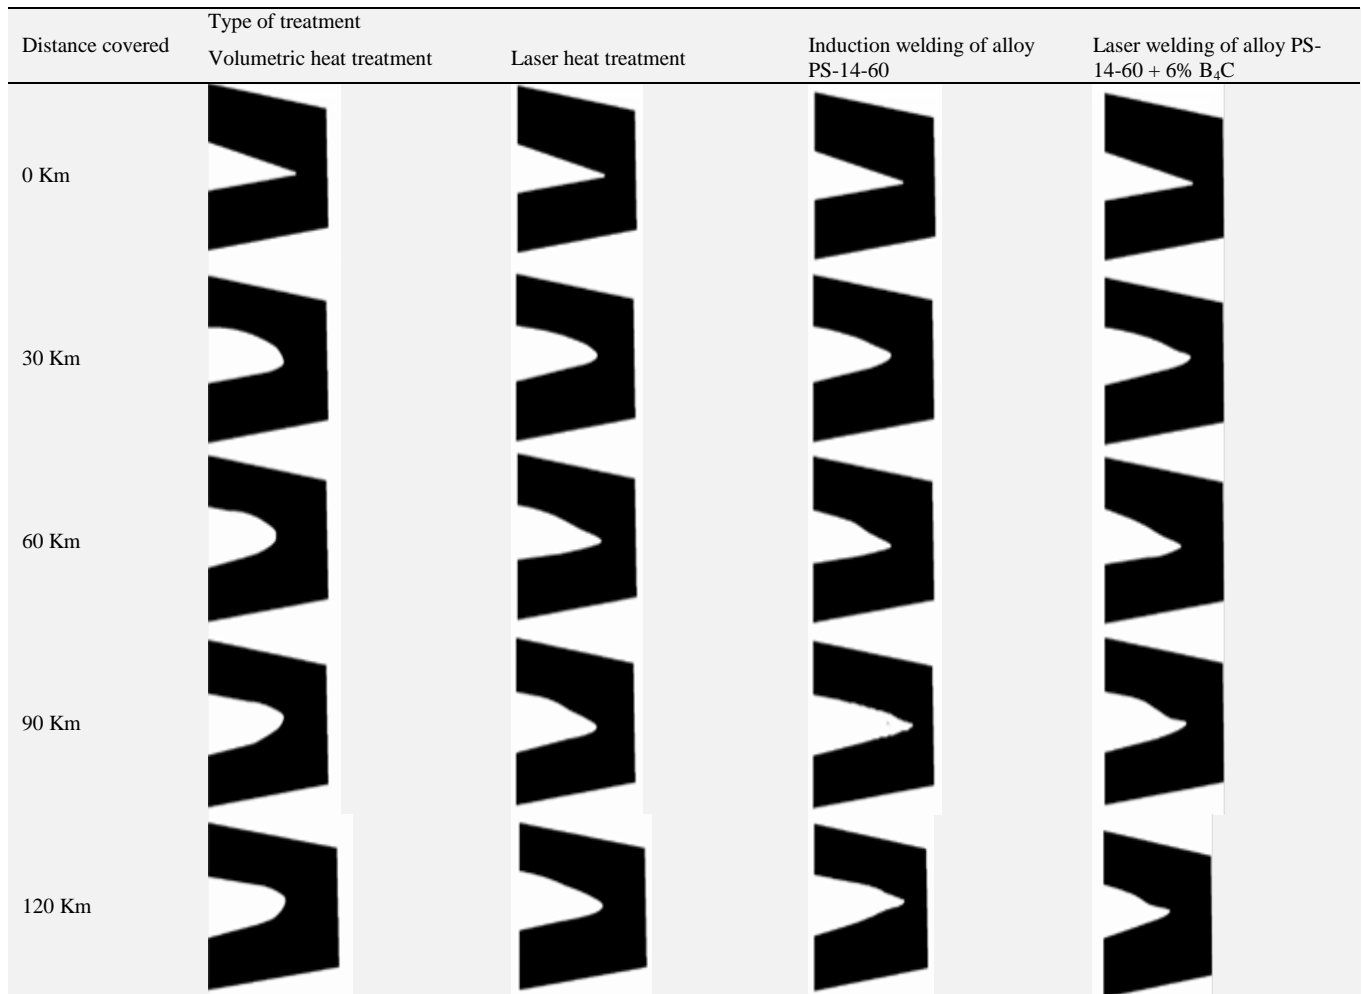 Type of treatment
Distance covered
Volumetric heat treatment
Laser heat treatment
Induction welding of alloy
PS-14-60
Laser welding of alloy PS-
14-60 + 6% B₄C
0 Km
30 Km
60 Km
90 Km
120 Km